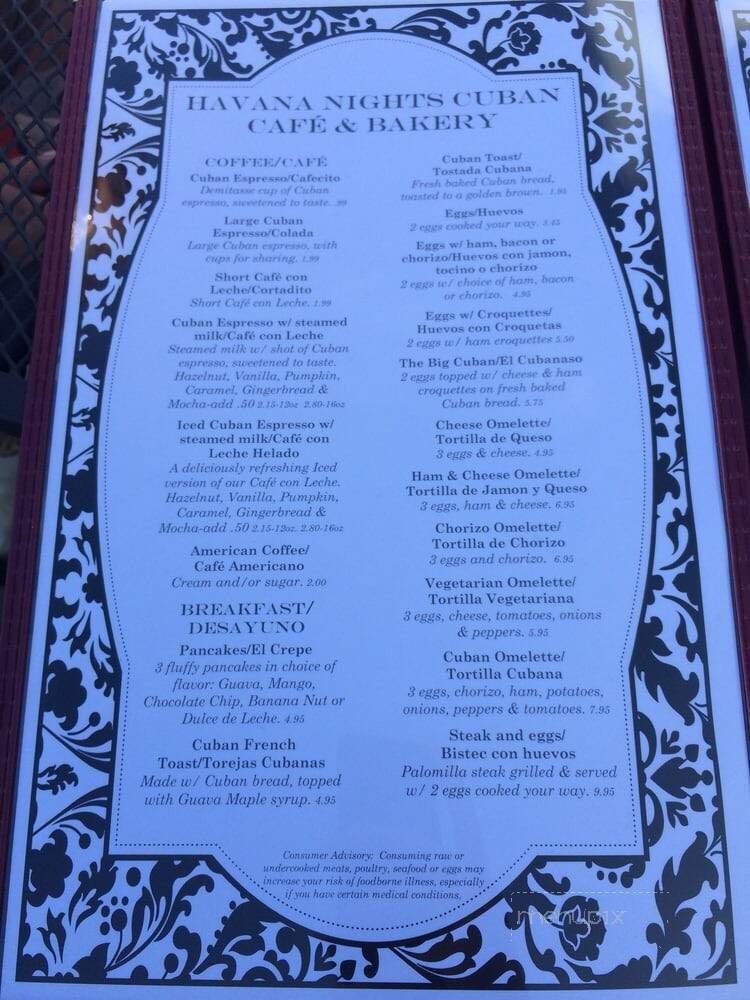 HAVANA NIGHTS CUBAN
CAFÉ & BAKERY
COFFEE/CAFÉ
Cuban Espresso/Cafecito
Demitasse cup of Cuban
espresso, sweetened to taste. .99
Large Cuban
Espresso/Colada
Large Cuban espresso, with
cups for sharing. 1.99
Short Café con
Leche/Cortadito
Short Café con Leche. 1.99
Cuban Espresso w/ steamed
milk/Café con Leche
Steamed milk w/ shot of Cuban
espresso, sweetened to taste.
Hazelnut, Vanilla, Pumpkin,
Caramel, Gingerbread &
Mocha-add .50 2.15-12oz 2.80-16oz
Iced Cuban Espresso w/
steamed milk/Café con
Leche Helado
A deliciously refreshing Iced
version of our Café con Leche.
Hazelnut, Vanilla, Pumpkin,
Caramel, Gingerbread &
Mocha-add .50 2.15-12oz. 2.80-16oz
American Coffee/
Café Americano
Cream and/or sugar. 2.00
BREAKFAST/
DESAYUNO
Pancakes/El Crepe
3 fluffy pancakes in choice of
flavor: Guava, Mango,
Chocolate Chip, Banana Nut or
Dulce de Leche. 4.95
Cuban French
Toast/Torejas Cubanas
Made w/ Cuban bread, topped
with Guava Maple syrup. 4.95
Cuban Toast/
Tostada Cubana
Fresh baked Cuban bread,
toasted to a golden brown. 1.95
Eggs/Huevos
2 eggs cooked your way. 3.45
Eggs w/ ham, bacon or
chorizo/Huevos con jamon,
tocino o chorizo
2 eggs w/ choice of ham, bacon
or chorizo. 4.95
Eggs w/ Croquettes/
Huevos con Croquetas
2 eggs w/ ham croquettes 5.50
The Big Cuban/El Cubanaso
2 eggs topped w/ cheese & ham
croquettes on fresh baked
Cuban bread. 5.75
Cheese Omelette/
Tortilla de Queso
3 eggs & cheese. 4.95
Ham & Cheese Omelette/
Tortilla de Jamon y Queso
3 eggs, ham & cheese. 6.95
Chorizo Omelette/
Tortilla de Chorizo
3 eggs and chorizo. 6.95
Vegetarian Omelette/
Tortilla Vegetariana
3 eggs, cheese, tomatoes, onions
& peppers. 5.95
Cuban Omelette/
Tortilla Cubana
3 eggs, chorizo, ham, potatoes,
onions, peppers & tomatoes. 7.95
Steak and eggs/
Bistec con huevos
Palomilla steak grilled & served
w/ 2 eggs cooked your way. 9.95
Consumer Advisory: Consuming raw or
undercooked meats, poultry, seafood or eggs may
increase your risk of foodborne illness, especially
if you have certain medical conditions.
menupix